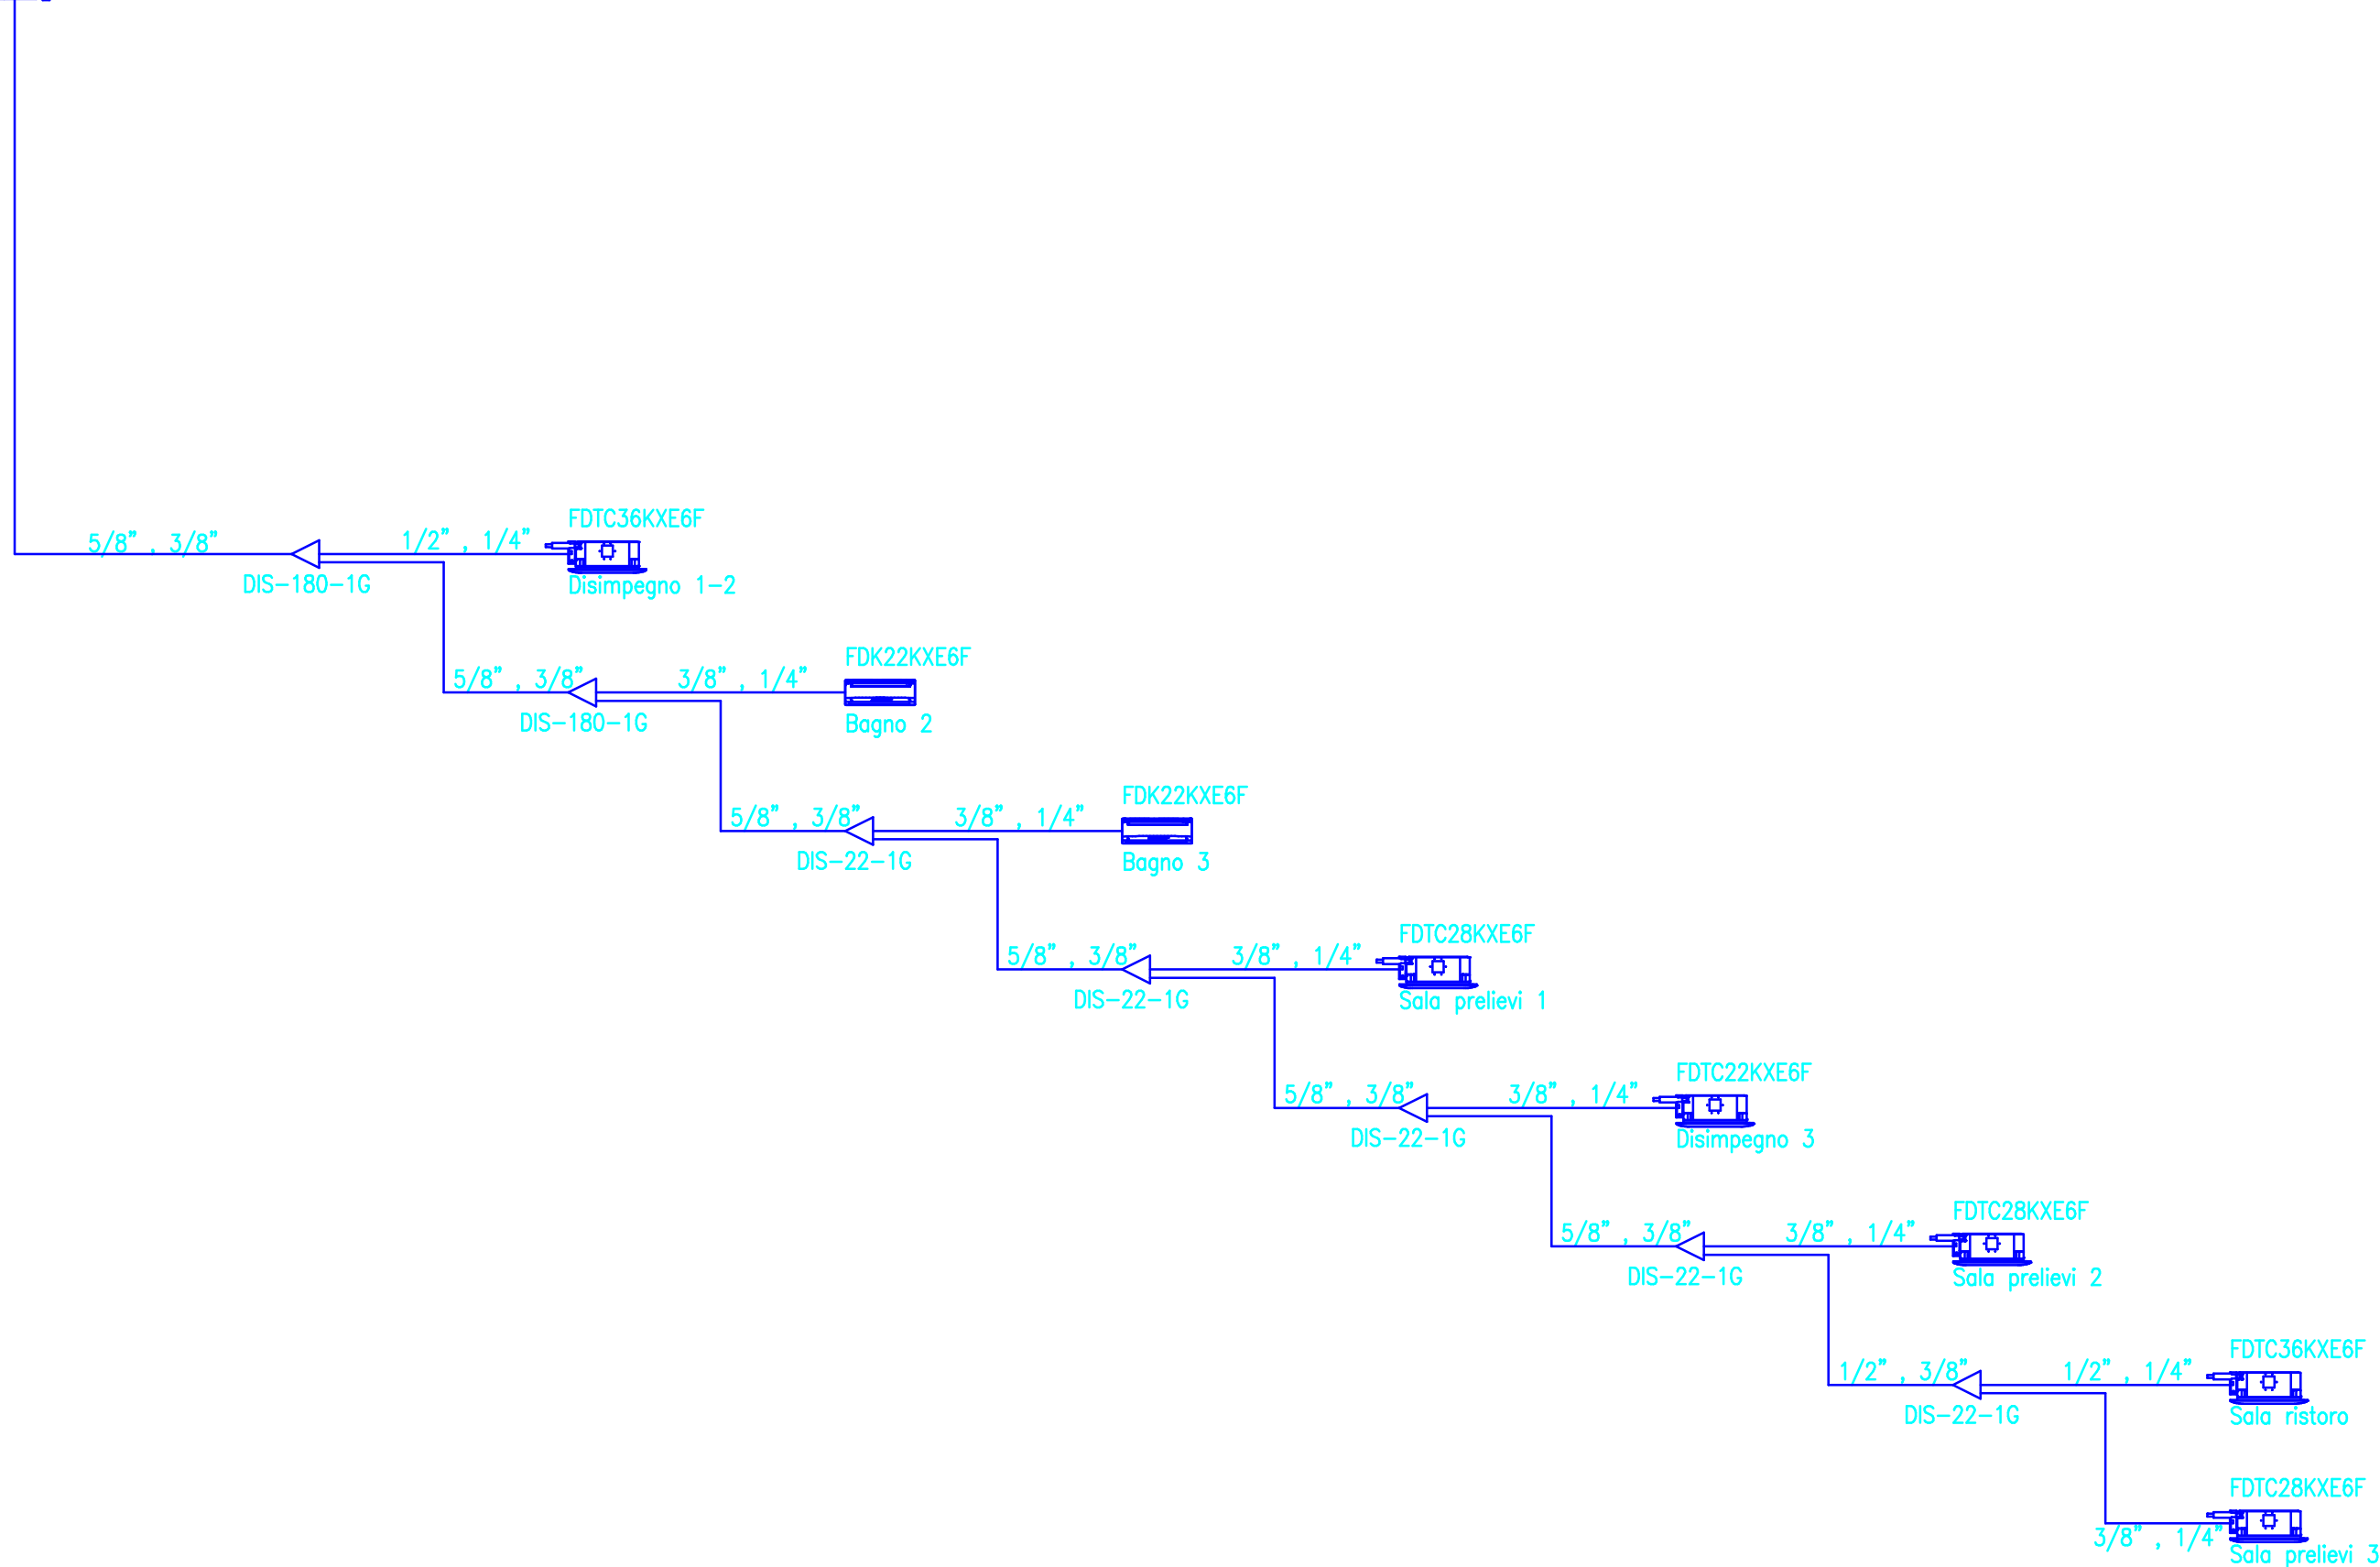 FDTC36KXE6F
5/8" , 3/8"
1/2" , 1/4"
DIS-180-1G
Disimpegno 1-2
FDK22KXE6F
5/8" , 3/8"
3/8" , 1/4"
DIS-180-1G
Bagno 2
FDK22KXE6F
5/8" , 3/8"
3/8" , 1/4"
DIS-22-1G
Bagno 3
FDTC28KXE6F
5/8" , 3/8"
3/8" , 1/4"
DIS-22-1G
Sala prelievi 1
FDTC22KXE6F
5/8" , 3/8"
3/8" , 1/4"
DIS-22-1G
Disimpegno 3
FDTC28KXE6F
5/8" , 3/8"
3/8" , 1/4"
DIS-22-1G
Sala prelievi 2
FDTC36KXE6F
1/2" , 3/8"
1/2" , 1/4"
DIS-22-1G
Sala ristoro
FDTC28KXE6F
3/8" , 1/4"
Sala prelievi 3